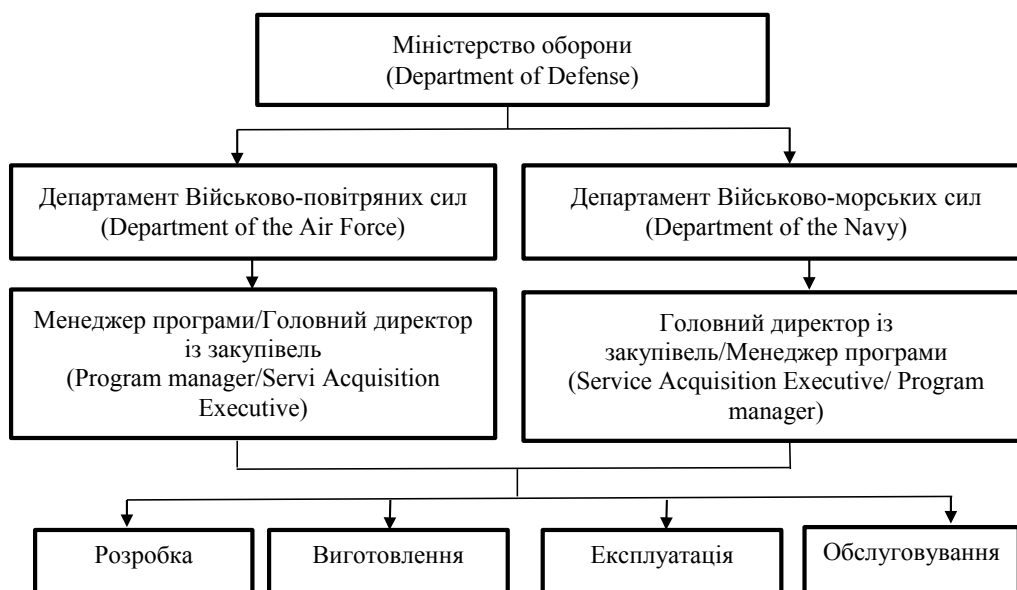 Міністерство оборони
(Department of Defense)
Департамент Військово-повітряних сил
(Department of the Air Force)
Департамент Військово-морських сил
(Department of the Navy)
Менеджер програми/Головний директор
із закупівель
(Program manager/Servi Acquisition
Executive)
Головний директор із
закупівель/Менеджер програми
(Service Acquisition Executive/ Program
manager)
Розробка
Виготовлення
Експлуатація
Обслуговування